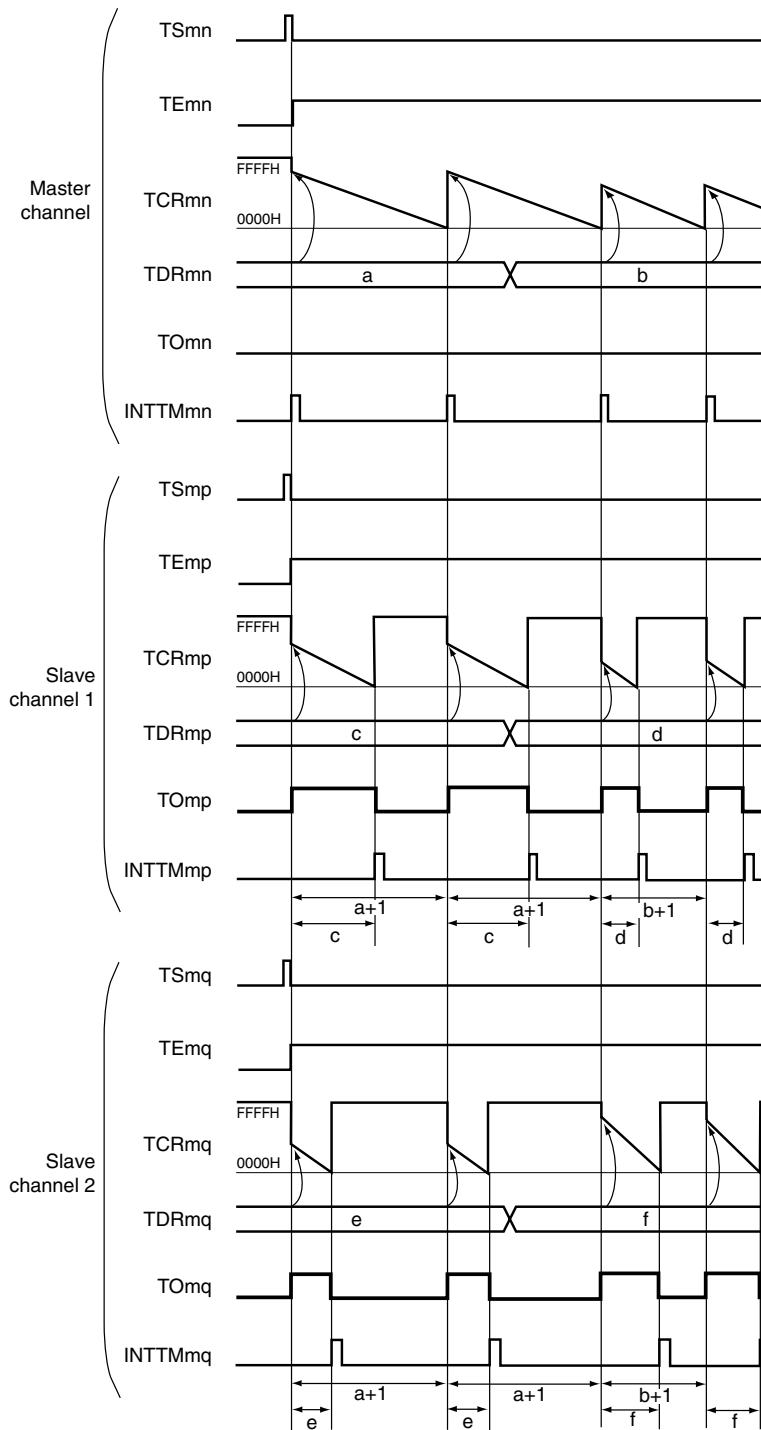 TSmn
TEmn
FFFFH
Master
channel
TCRmn
0000H
TDRmn
a
b
TOmn
INTTMmn
TSmp
TEmp
FFFFH
TCRmp
0000H
Slave
channel 1
TDRmp
c
d
TOmp
INTTMmp
a+1
a+1
b+1
c
c
d
d
TSmq
TEmq
FFFFH
TCRmq
0000H
Slave
channel 2
TDRmq
e
f
TOmq
INTTMmq
a+1
a+1
b+1
e
e
f
f